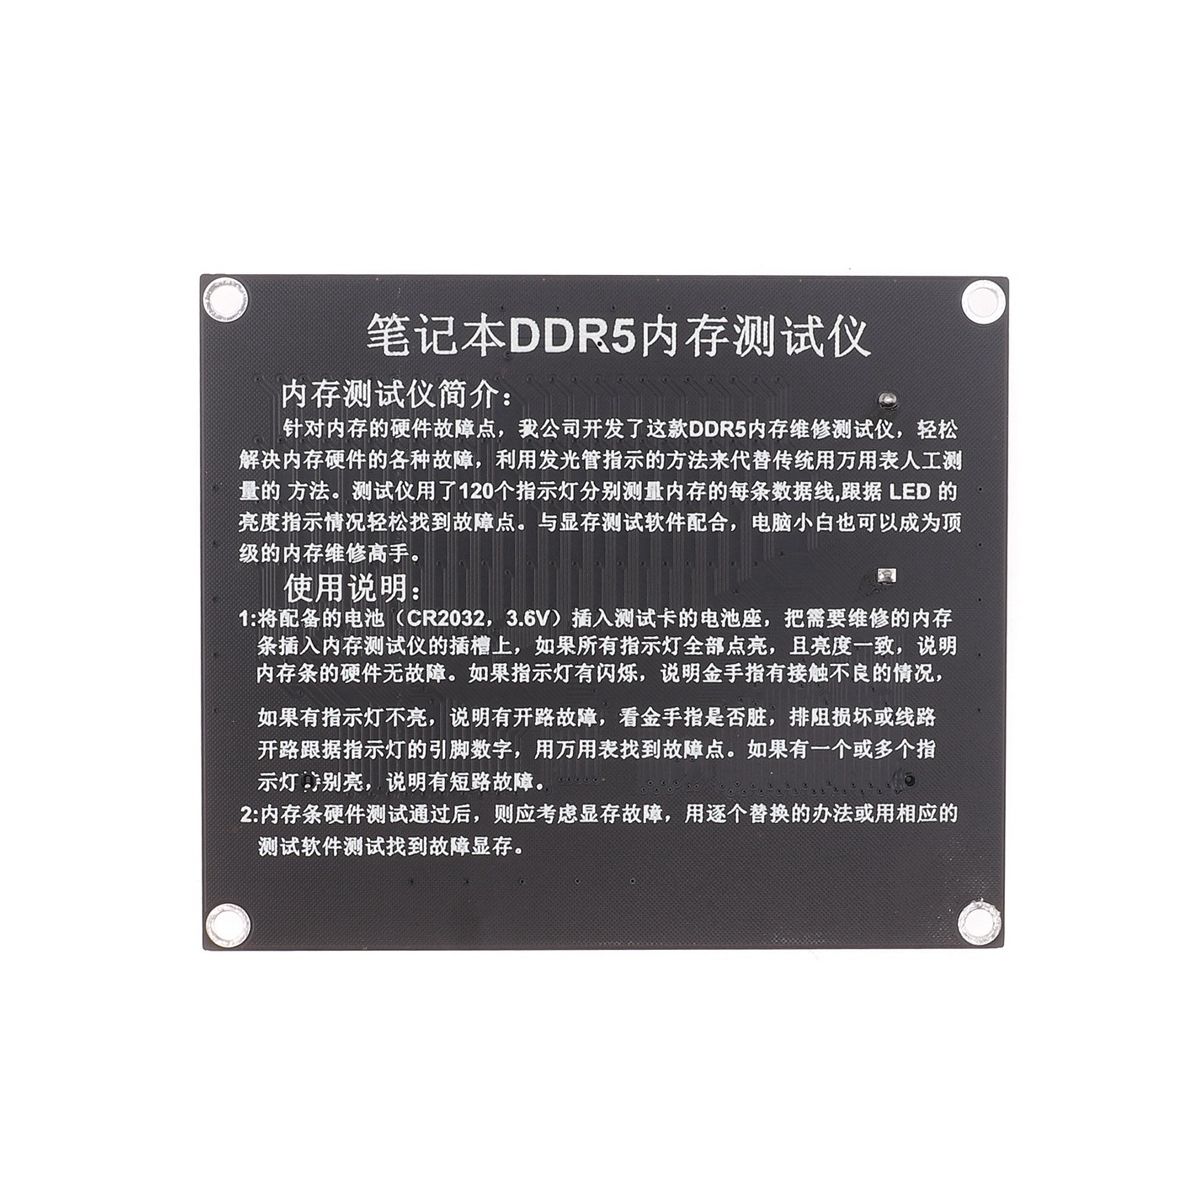 笔记本DDR5内存测试仪
内存测试仪简介：
针对内存的硬件故障点，我公司开发了这款DDR5内存维修测试仪，轻松
解决内存硬件的各种故障，利用发光管指示的方法来代替传统用万用表人工测
量的 方法。测试仪用了120个指示灯分别测量内存的每条数据线,跟据 LED 的
亮度指示情况轻松找到故障点。与显存测试软件配合，电脑小白也可以成为顶
级的内存维修高手。
使用说明：
1:将配备的电池（CR2032，3.6V）插入测试卡的电池座，把需要维修的内存
条插入内存测试仪的插槽上，如果所有指示灯全部点亮，且亮度一致，说明
内存条的硬件无故障。如果指示灯有闪烁，说明金手指有接触不良的情况，
如果有指示灯不亮，说明有开路故障，看金手指是否脏，排阻损坏或线路
开路跟据指示灯的引脚数字，用万用表找到故障点。如果有一个或多个指
示灯特别亮，说明有短路故障。
2:内存条硬件测试通过后，则应考虑显存故障，用逐个替换的办法或用相应的
测试软件测试找到故障显存。